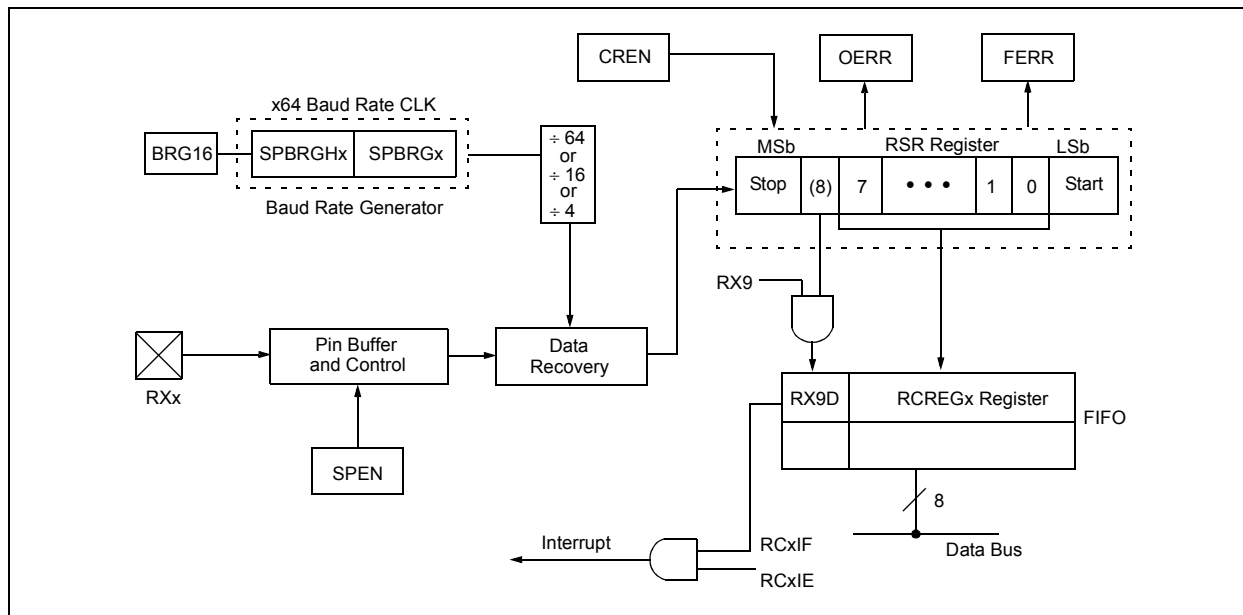 CREN
OERR
FERR
x64 Baud Rate CLK
BRG16
SPBRGHx
SPBRGx
Baud Rate Generator
÷ 64
or
÷ 16
or
÷ 4
MSb
RSR Register
LSb
Stop
(8)
7
• • •
1
0
Start
RX9
RXx
Pin Buffer
and Control
Data
Recovery
SPEN
RX9D
RCREGx Register
FIFO
8
Data Bus
Interrupt
RCxIF
RCxIE